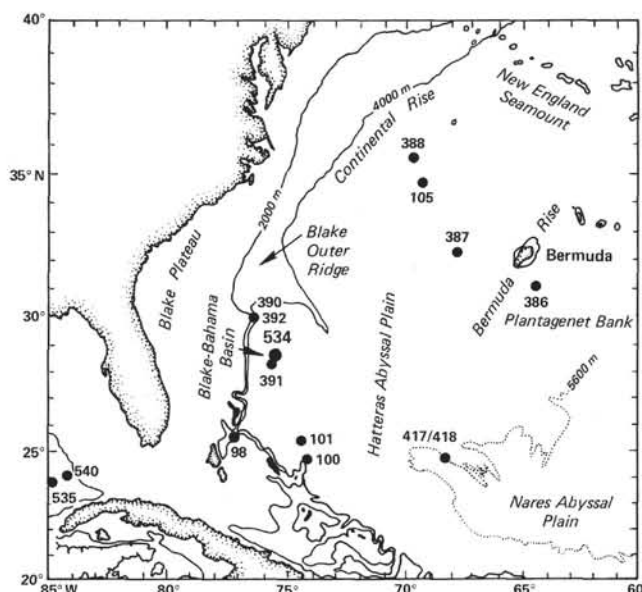 40°
New England
Seamount
4000 m
Continental Rise
388
35° N
105
2000 m
Blake Plateau
Blake
Outer
Ridge
387
Rise
Bermuda
Bermuda
386
Plantagenet Bank
30°
390
392
534
Blake-Bahama
Basin
391
Hatteras Abyssal Plain
5600 m
101
100
98
417/418
25°
540
535
Nares Abyssal
Plain
20°
85° W
80°
75°
70°
65°
60